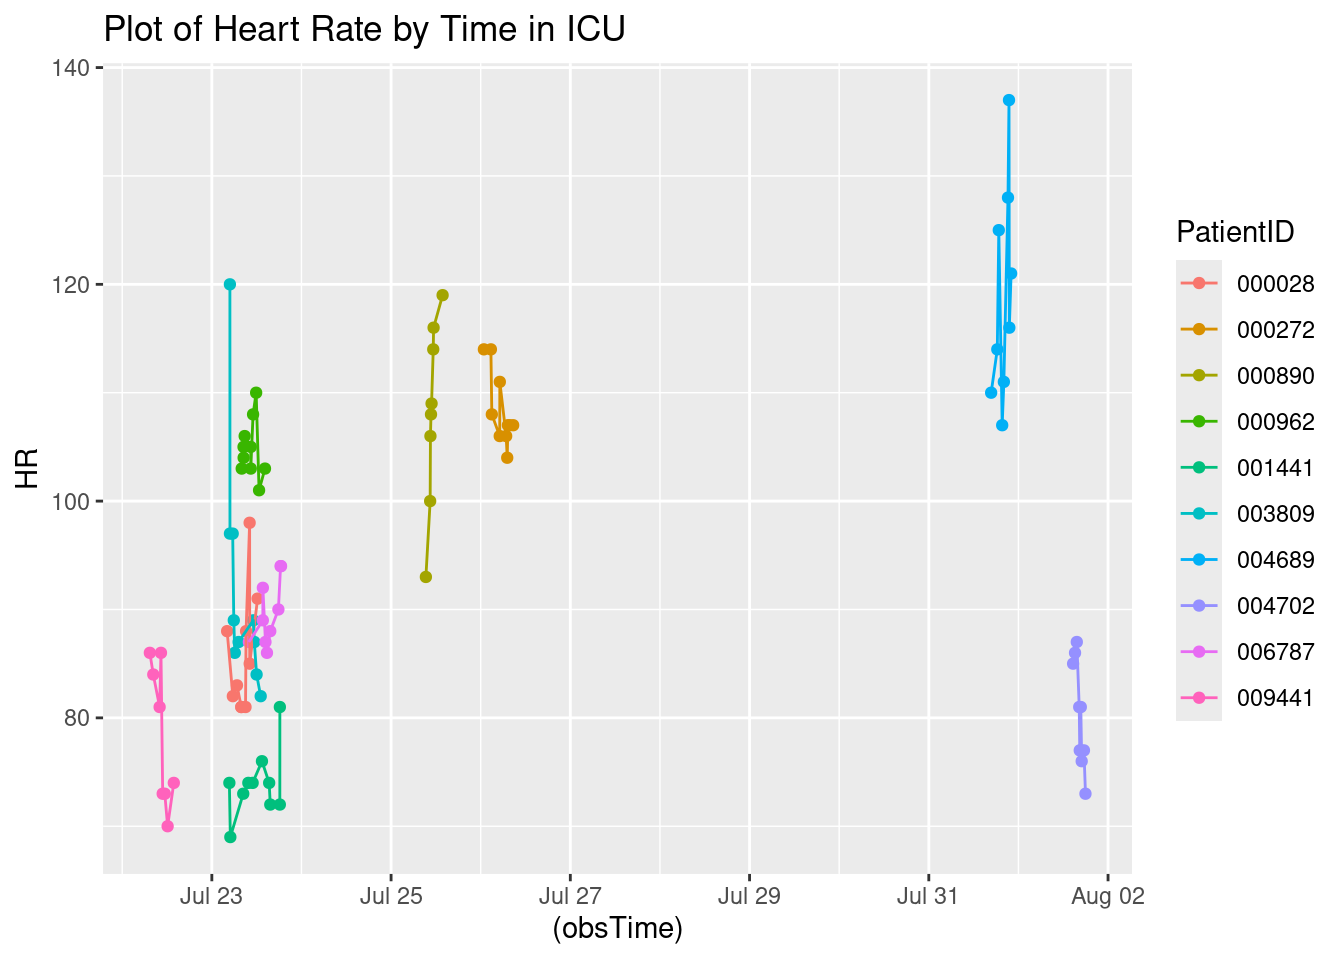 Plot of Heart Rate by Time in ICU
140
120
100
80
HR
Jul 23
Jul 25
Jul 27
Jul 29
Jul 31
Aug 02
(obsTime)
PatientID
000028
000272
000890
000962
001441
003809
004689
004702
006787
009441